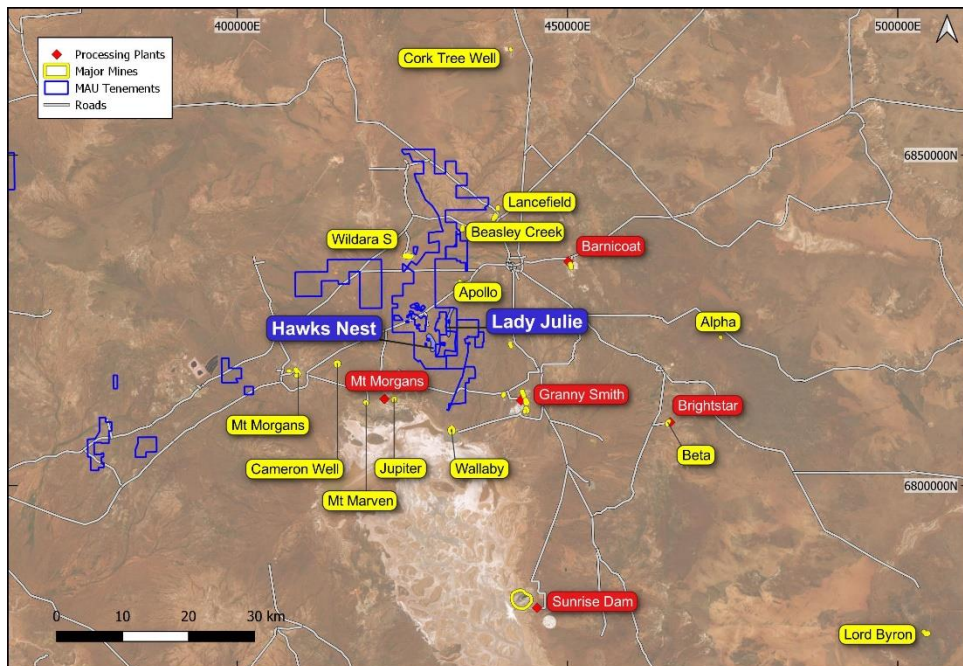 400000E
450000E
500000E
Processing Plants
Major Mines
MAU Tenements
Roads
Cork Tree Well
6850000N
Lancefield
Beasley Creek
Wildara S
Barnicoat
Apollo
Hawks Nest
Lady Julie
Alpha
Mt Morgans
Granny Smith
Brightstar
Mt Morgans
Cameron Well
Jupiter
Wallaby
Beta
Mt Marven
6800000N
Sunrise Dam
0 10 20 30 km
Lord Byron